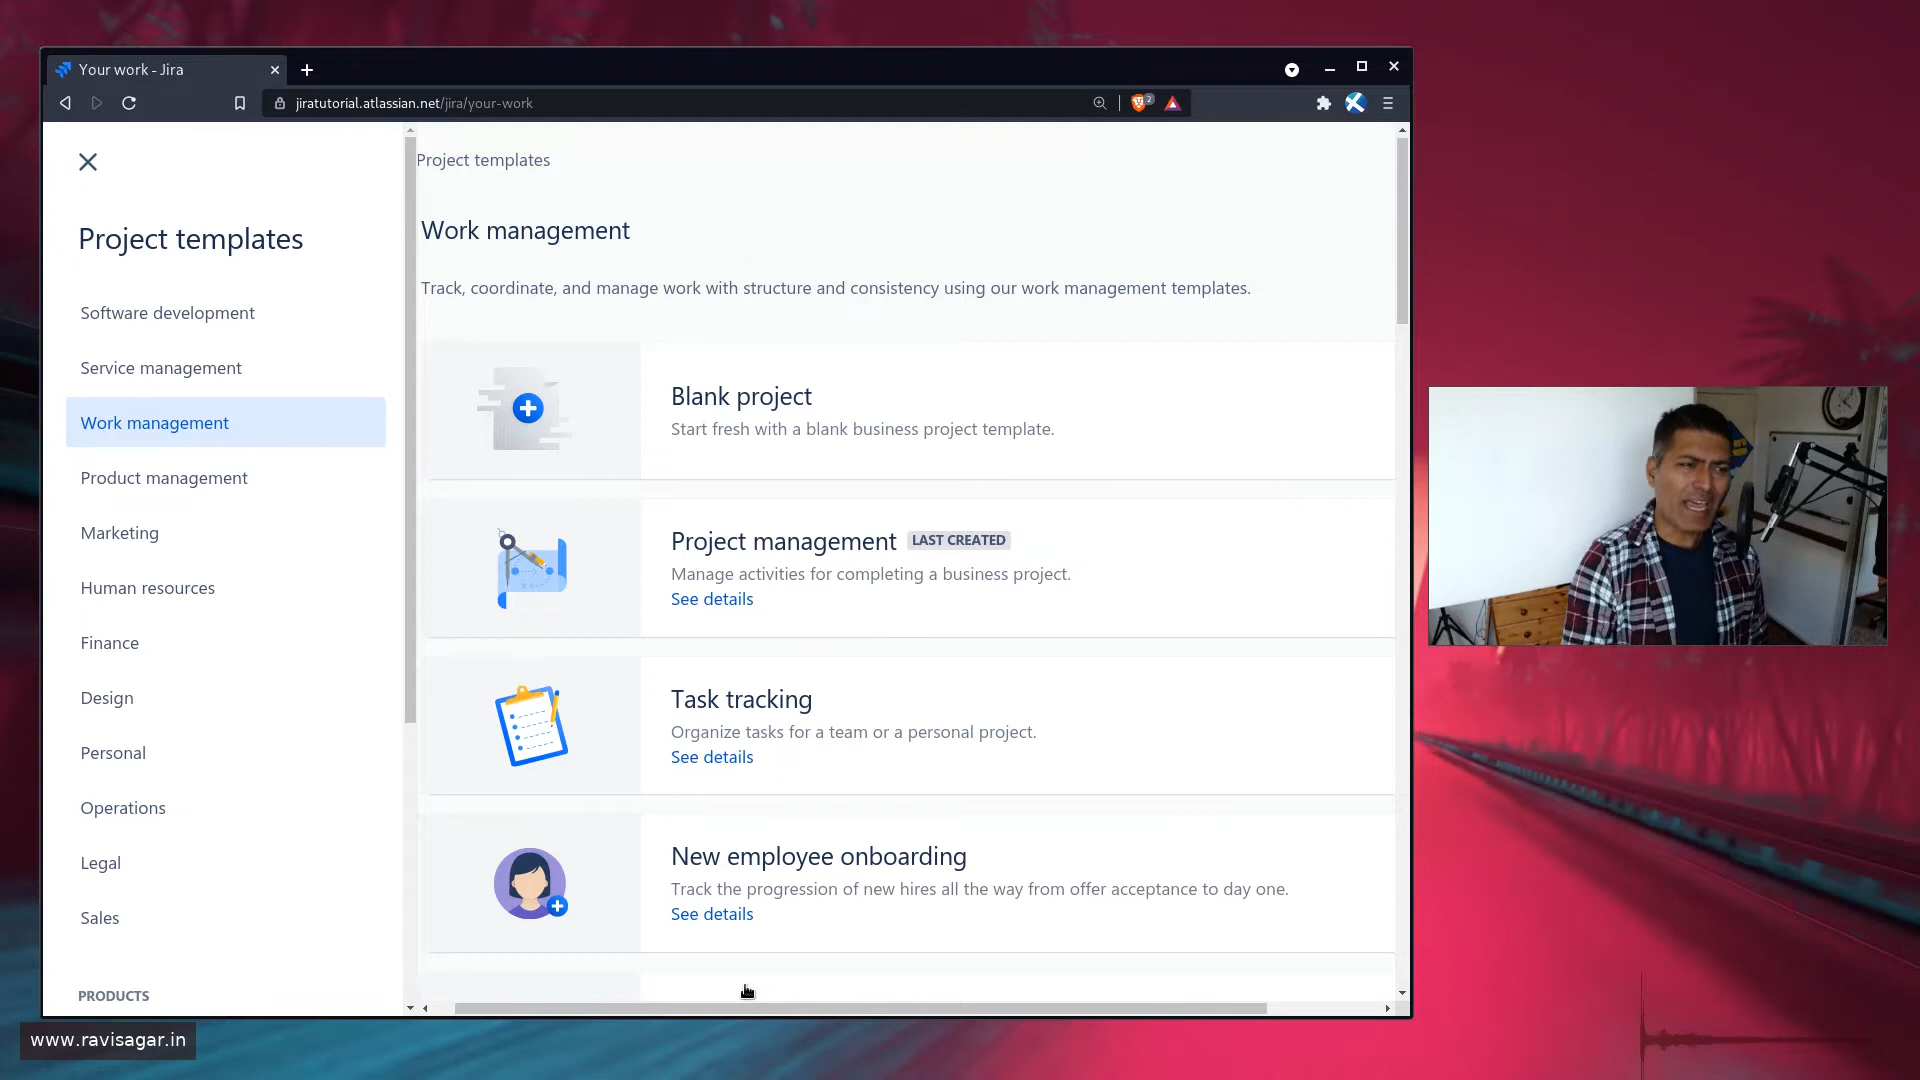 Your work - Jira
jiratutorial.atlassian.net/jira/your-work
2
Project templates
Software development
Service management
Work management
Product management
Marketing
Human resources
Finance
Design
Personal
Operations
Legal
Sales
PRODUCTS
Project templates
Work management
Track, coordinate, and manage work with structure and consistency using our work management templates.
Blank project
Start fresh with a blank business project template.
Project management LAST CREATED
Manage activities for completing a business project.
See details
Task tracking
Organize tasks for a team or a personal project.
See details
New employee onboarding
Track the progression of new hires all the way from offer acceptance to day one.
See details
www.ravisagar.in